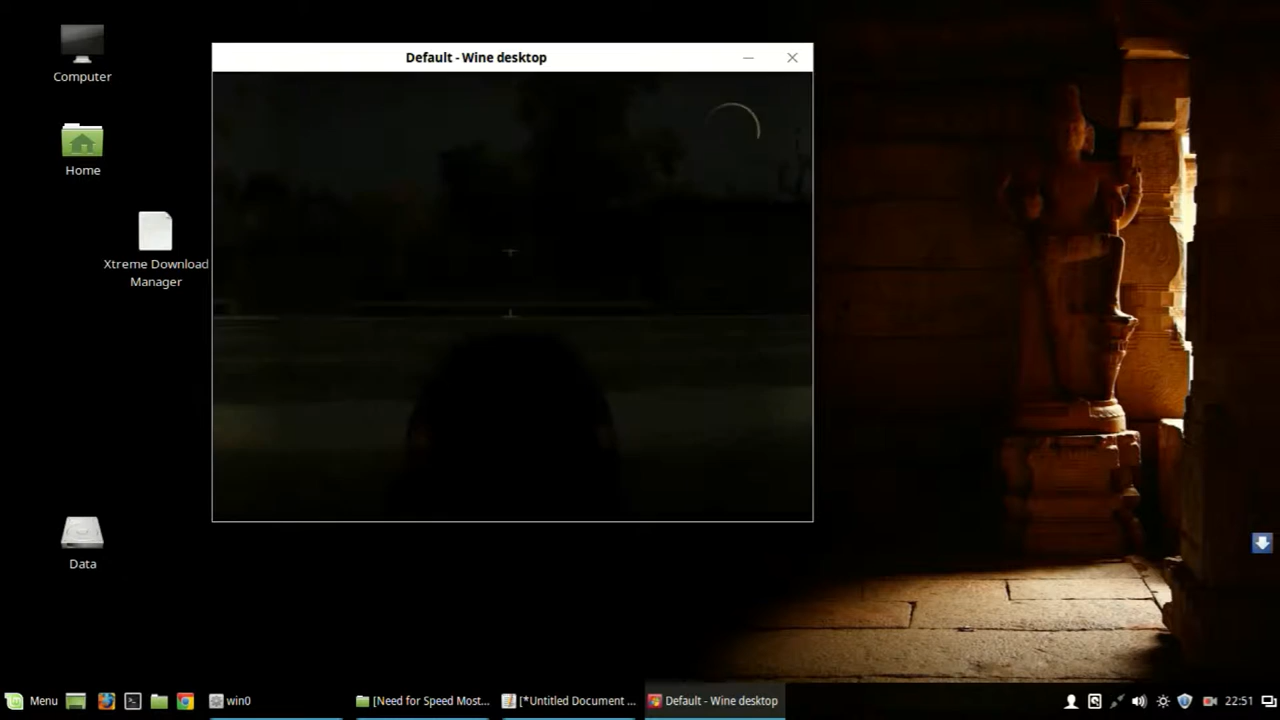 Default - Wine desktop
Computer
Home
Xtreme Download
Manager
Data
Menu
win0
[Need for Speed Most...
[*Untitled Document ...
Default - Wine desktop
22:51